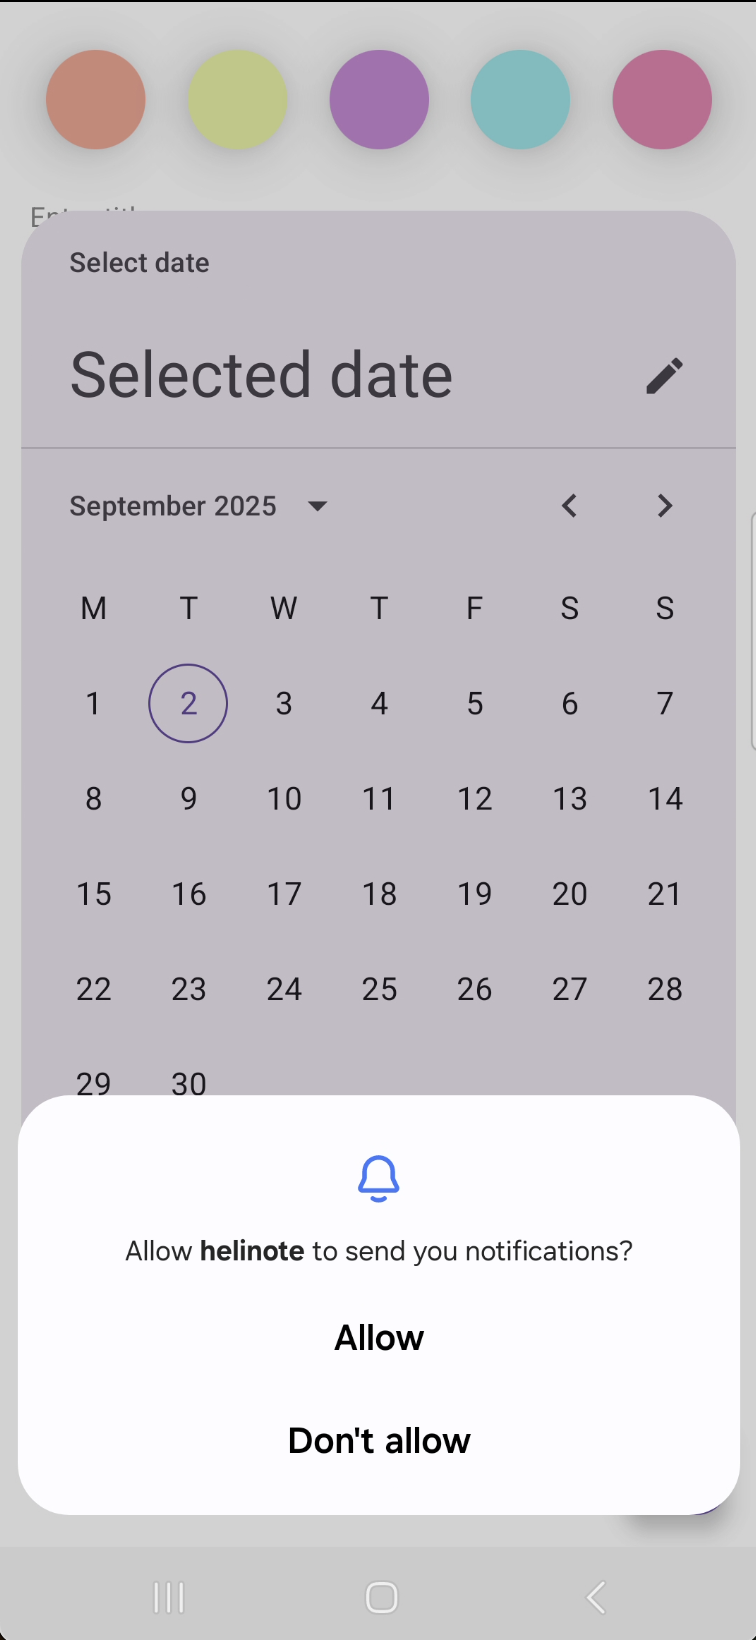 Select date
Selected date
September 2025
M T W T F S S
1 2 3 4 5 6 7
8 9 10 11 12 13 14
15 16 17 18 19 20 21
22 23 24 25 26 27 28
29 30
Allow helinote to send you notifications?
Allow
Don't allow